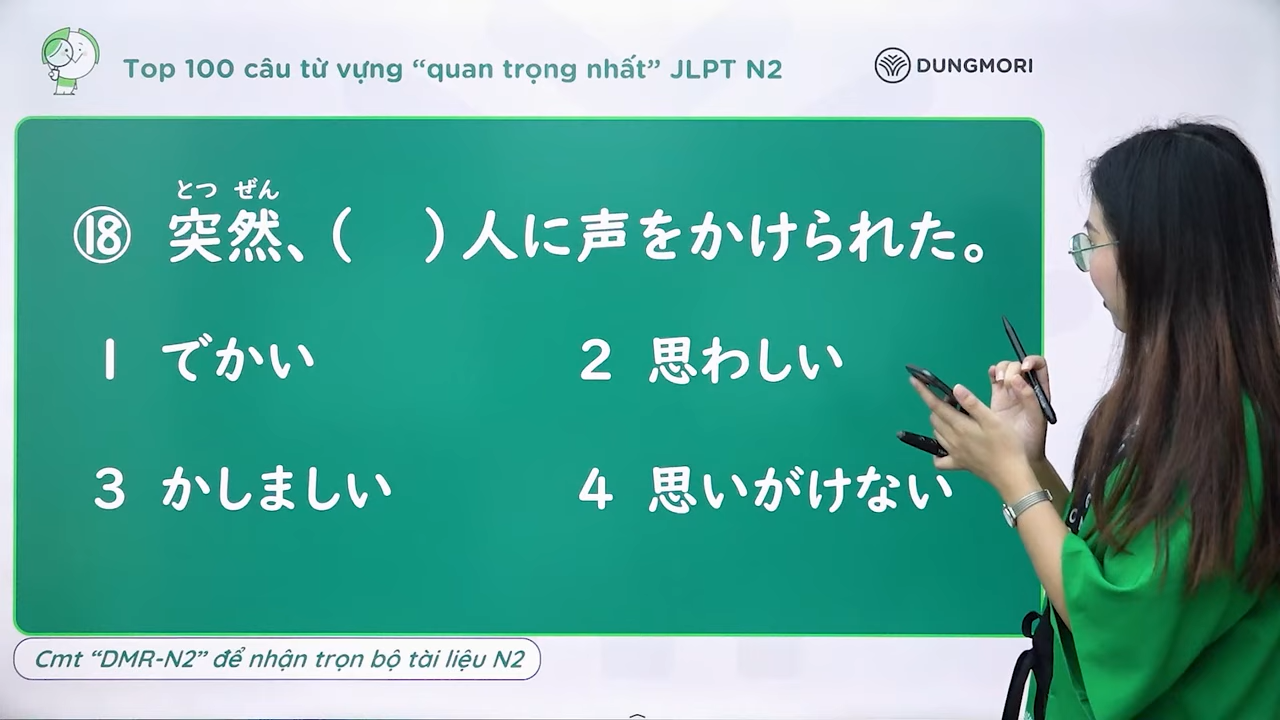 Top 100 câu từ vựng “quan trọng nhất” JLPT N2
DUNGMORI
とつ ぜん
⑱ 突然、（ ）人に声をかけられた。
1 でかい
2 思わしい
3 かしましい
4 思いがけない
Cmt “DMR-N2” để nhận trọn bộ tài liệu N2